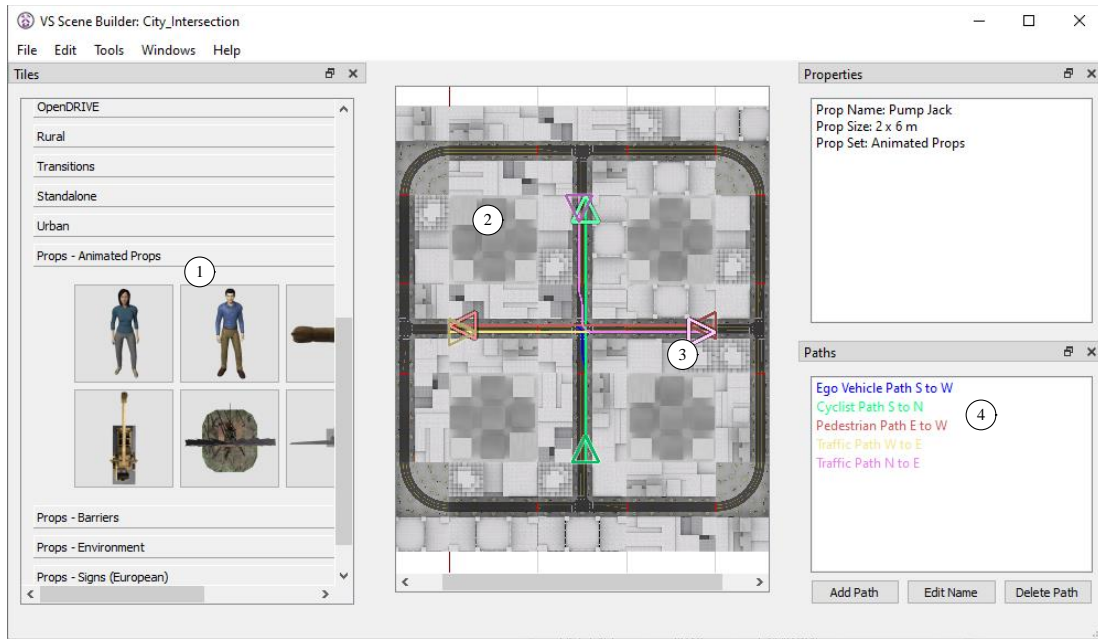 VS Scene Builder: City_Intersection
File Edit Tools Windows Help
Tiles
OpenDRIVE
Rural
Transitions
Standalone
Urban
Props - Animated Props
1
Props - Barriers
Props - Environment
Props - Signs (European)
2
3
Properties
Prop Name: Pump Jack
Prop Size: 2 x 6 m
Prop Set: Animated Props
Paths
Ego Vehicle Path S to W
Cyclist Path S to N
4
Pedestrian Path E to W
Traffic Path W to E
Traffic Path N to E
Add Path Edit Name Delete Path